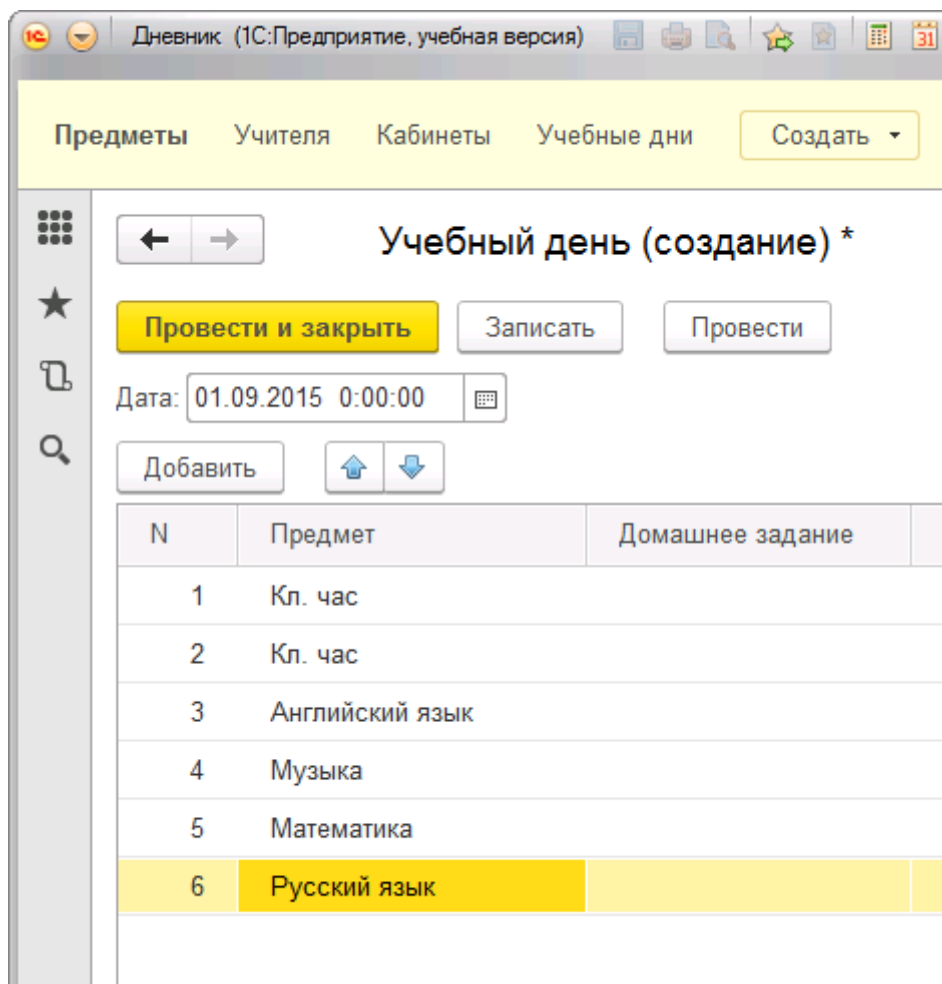 1С Дневник (1С:Предприятие, учебная версия) 31
Предметы Учителя Кабинеты Учебные дни Создать
Учебный день (создание) *
Провести и закрыть Записать Провести
Дата: 01.09.2015 0:00:00
Добавить
N Предмет Домашнее задание
1 Кл. час
2 Кл. час
3 Английский язык
4 Музыка
5 Математика
6 Русский язык